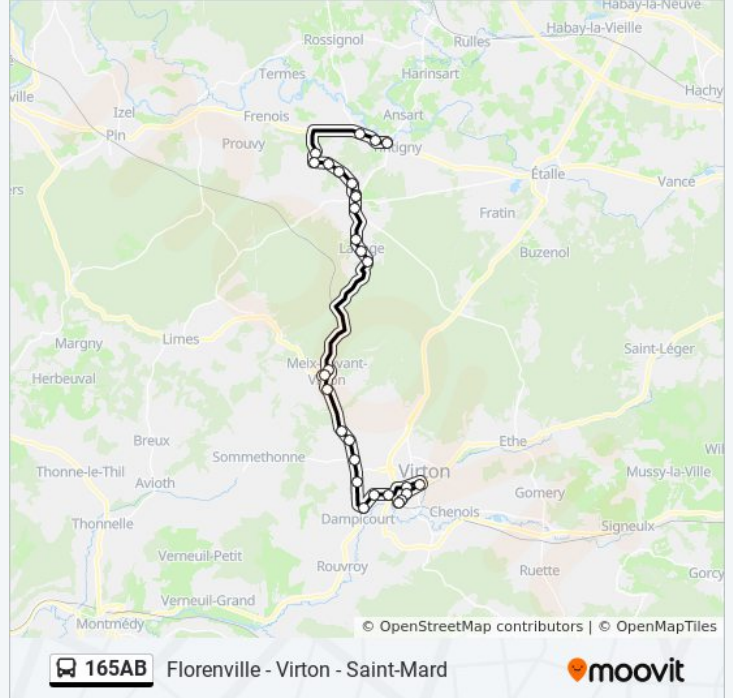 Habay-la-Neuve
Habay-la-Vieille
Rossignol
Rulles
Termes
Harinsart
Hachy
Izel
Frenois
Ansart
Pin
Prouvy
Étalle
Vance
Fratin
Buzenol
Limes
Margny
Saint-Léger
Herbeuval
Breux
Sommethonne
Ethe
Virton
Thonne-le-Thil
Avioth
Mussy-la-Ville
Gomery
Thonnelle
Dampicourt
Chenois
Signeulx
Verneuil-Petit
Rouvroy
Ruette
Verneuil-Grand
Montmédy
© OpenStreetMap contributors | © OpenMapTiles
165AB Florenville - Virton - Saint-Mard
moovit